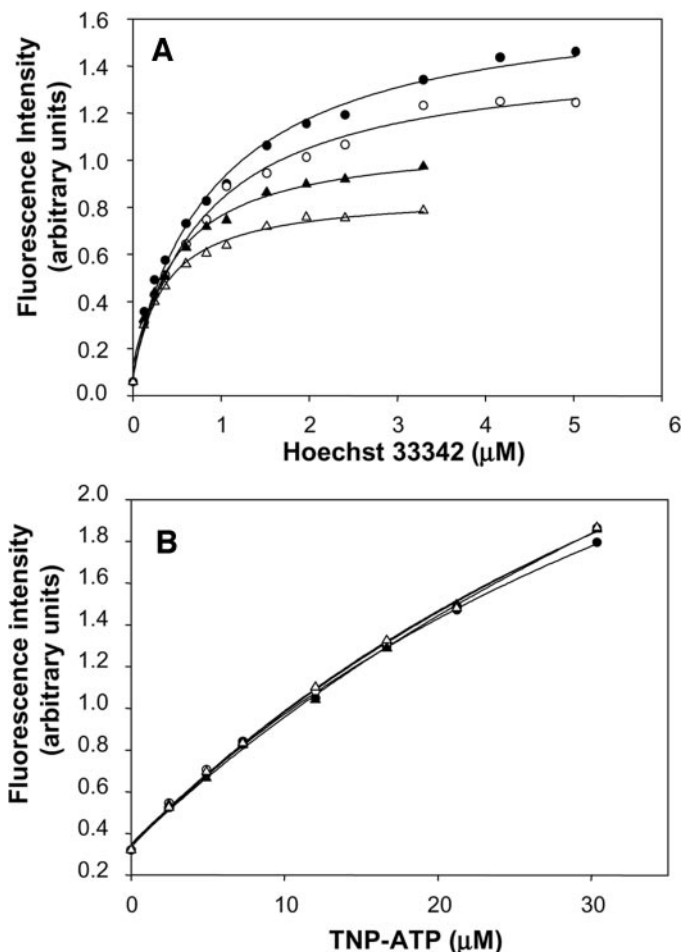 A
Fluorescence Intensity
(arbitrary units)
1.6
1.4
1.2
1.0
0.8
0.6
0.4
0.2
0.0
0 1 2 3 4 5 6
Hoechst 33342 (μM)
B
Fluorescence intensity
(arbitrary units)
2.0
1.8
1.6
1.4
1.2
1.0
0.8
0.6
0.4
0.2
0 10 20 30
TNP-ATP (μM)